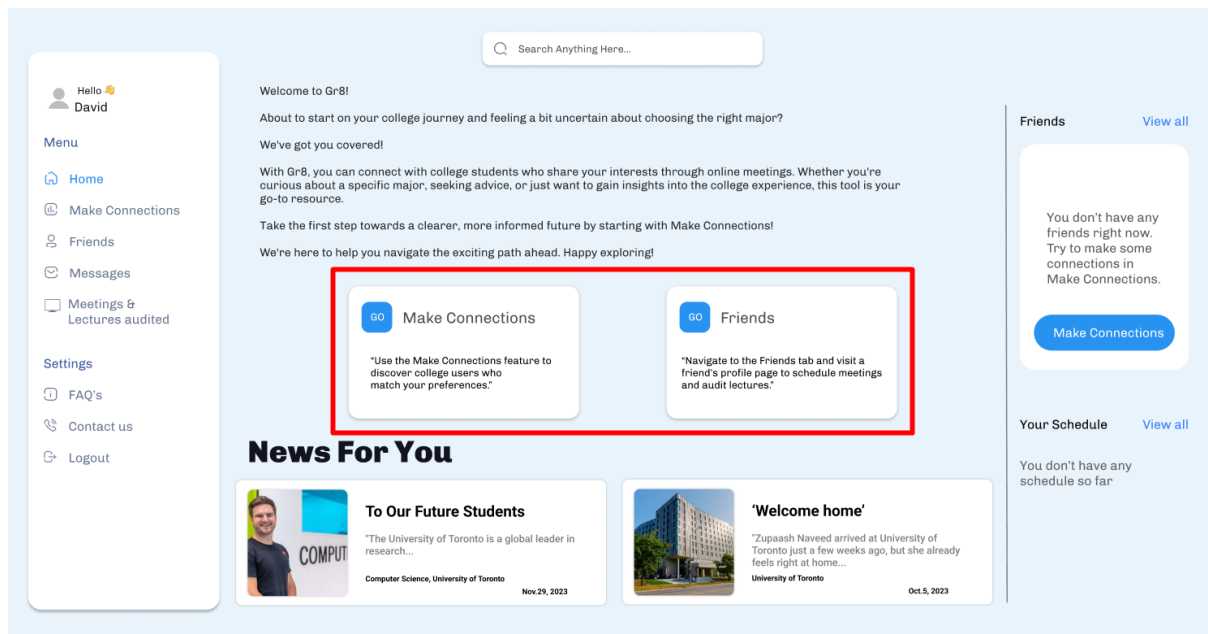 Search Anything Here...
Hello 👋
David
Menu
Home
Make Connections
Friends
Messages
Meetings &
Lectures audited
Settings
FAQ's
Contact us
Logout
Welcome to Gr8!
About to start on your college journey and feeling a bit uncertain about choosing the right major?
We've got you covered!
With Gr8, you can connect with college students who share your interests through online meetings. Whether you're
curious about a specific major, seeking advice, or just want to gain insights into the college experience, this tool is your
go-to resource.
Take the first step towards a clearer, more informed future by starting with Make Connections!
We're here to help you navigate the exciting path ahead. Happy exploring!
GO Make Connections
"Use the Make Connections feature to
discover college users who
match your preferences."
GO Friends
"Navigate to the Friends tab and visit a
friend's profile page to schedule meetings
and audit lectures."
News For You
COMPUT
To Our Future Students
"The University of Toronto is a global leader in
research...
Computer Science, University of Toronto
Nov.29, 2023
'Welcome home'
"Zupaash Naveed arrived at University of
Toronto just a few weeks ago, but she already
feels right at home...
University of Toronto
Oct.5, 2023
Friends View all
You don't have any
friends right now.
Try to make some
connections in
Make Connections.
Make Connections
Your Schedule View all
You don't have any
schedule so far